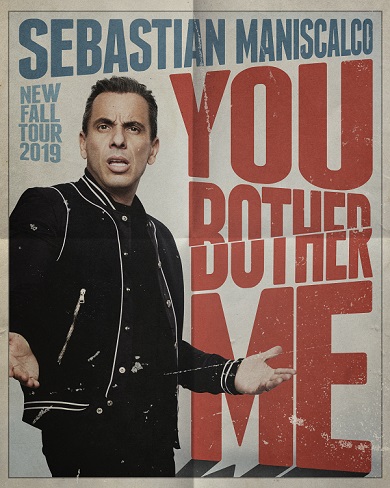 SEBASTIAN MANISCALCO
NEW
FALL
TOUR
2019
YOU
BOTHER
ME